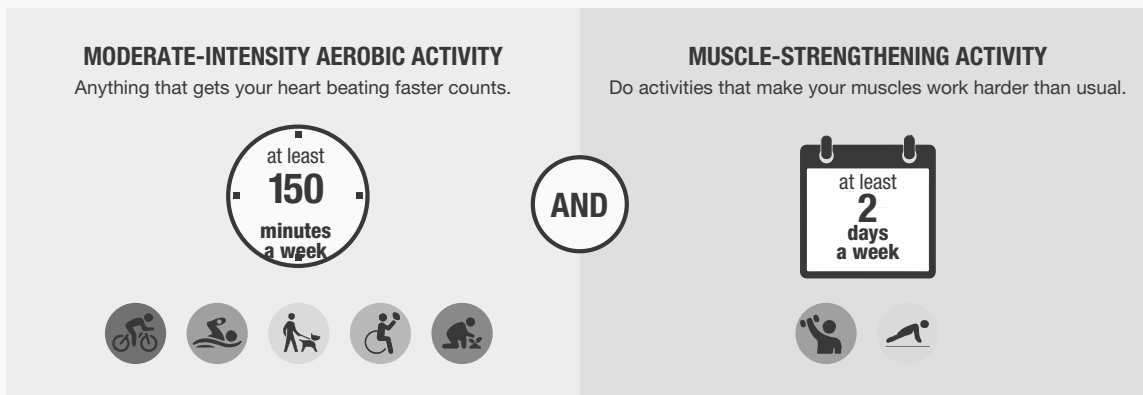 MODERATE-INTENSITY AEROBIC ACTIVITY
Anything that gets your heart beating faster counts.
at least
150
minutes
a week
AND
MUSCLE-STRENGTHENING ACTIVITY
Do activities that make your muscles work harder than usual.
at least
2
days
a week